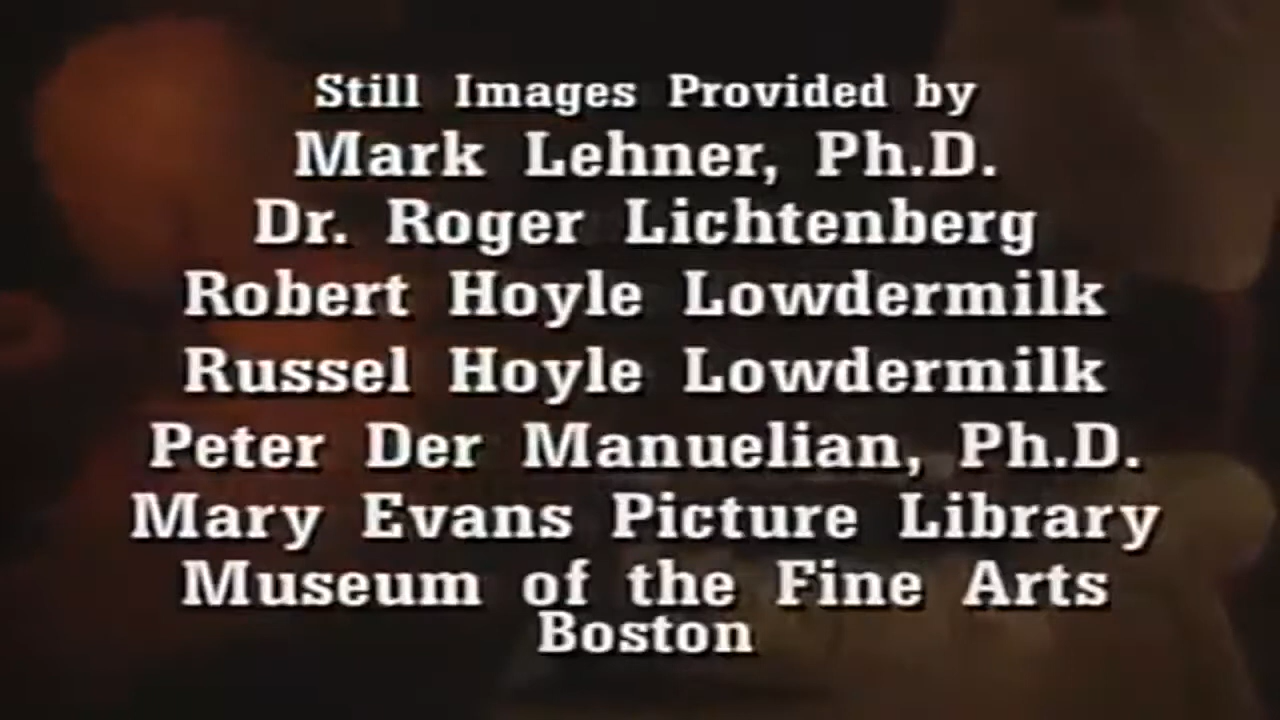 Still Images Provided by
Mark Lehner, Ph.D.
Dr. Roger Lichtenberg
Robert Hoyle Lowdermilk
Russel Hoyle Lowdermilk
Peter Der Manuelian, Ph.D.
Mary Evans Picture Library
Museum of the Fine Arts
Boston